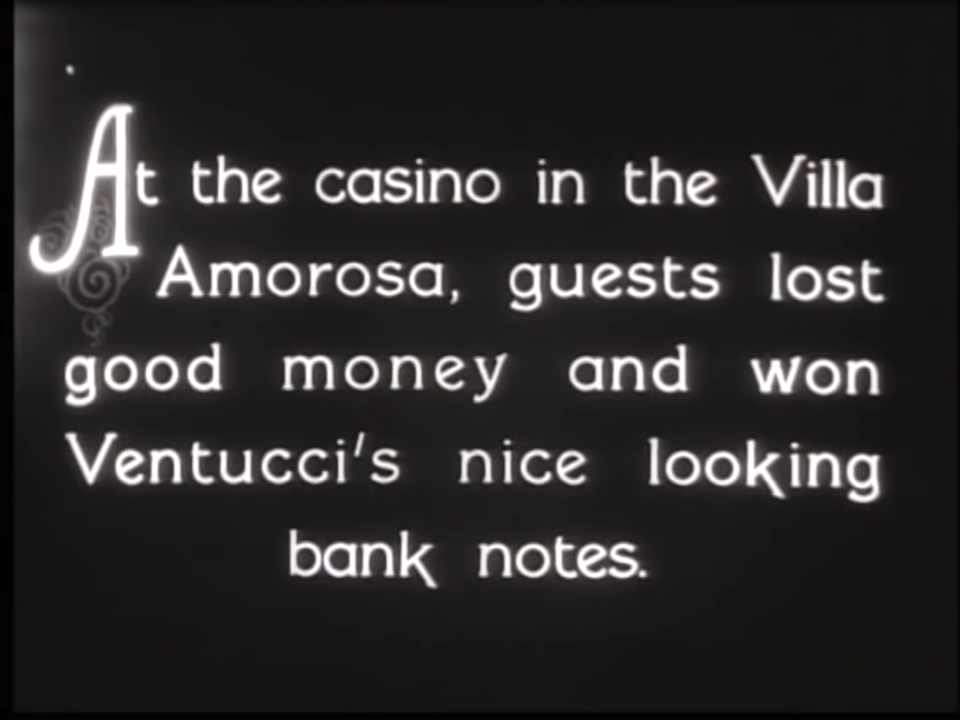 At the casino in the Villa
Amorosa, guests lost
good money and won
Ventucci's nice looking
bank notes.